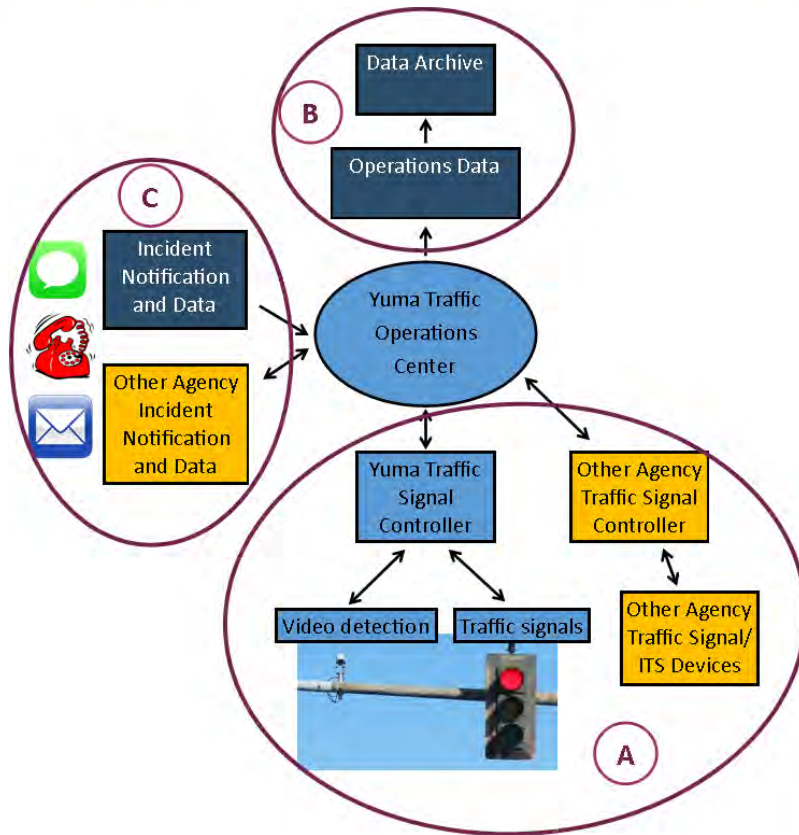 Data Archive
B
Operations Data
C
Incident
Notification
and Data
Yuma Traffic
Operations
Center
Other Agency
Incident
Notification
and Data
Yuma Traffic
Signal
Controller
Other Agency
Traffic Signal
Controller
Video detection
Traffic signals
Other Agency
Traffic Signal/
ITS Devices
A